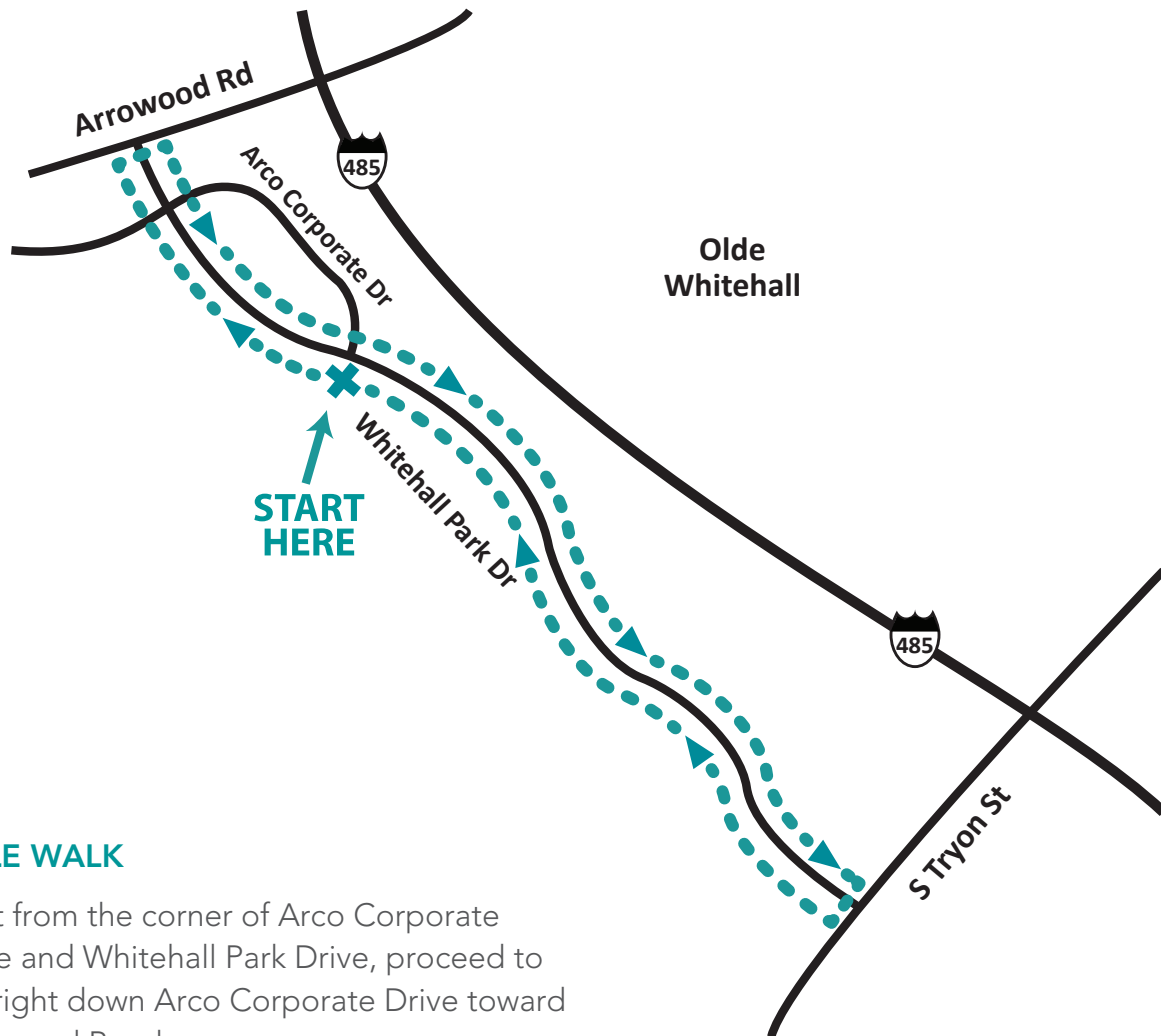 Arrowood Rd
485
Arco Corporate Dr
Olde
Whitehall
Whitehall Park Dr
START
HERE
485
S Tryon St
WALK
from the corner of Arco Corporate
and Whitehall Park Drive, proceed to
right down Arco Corporate Drive toward